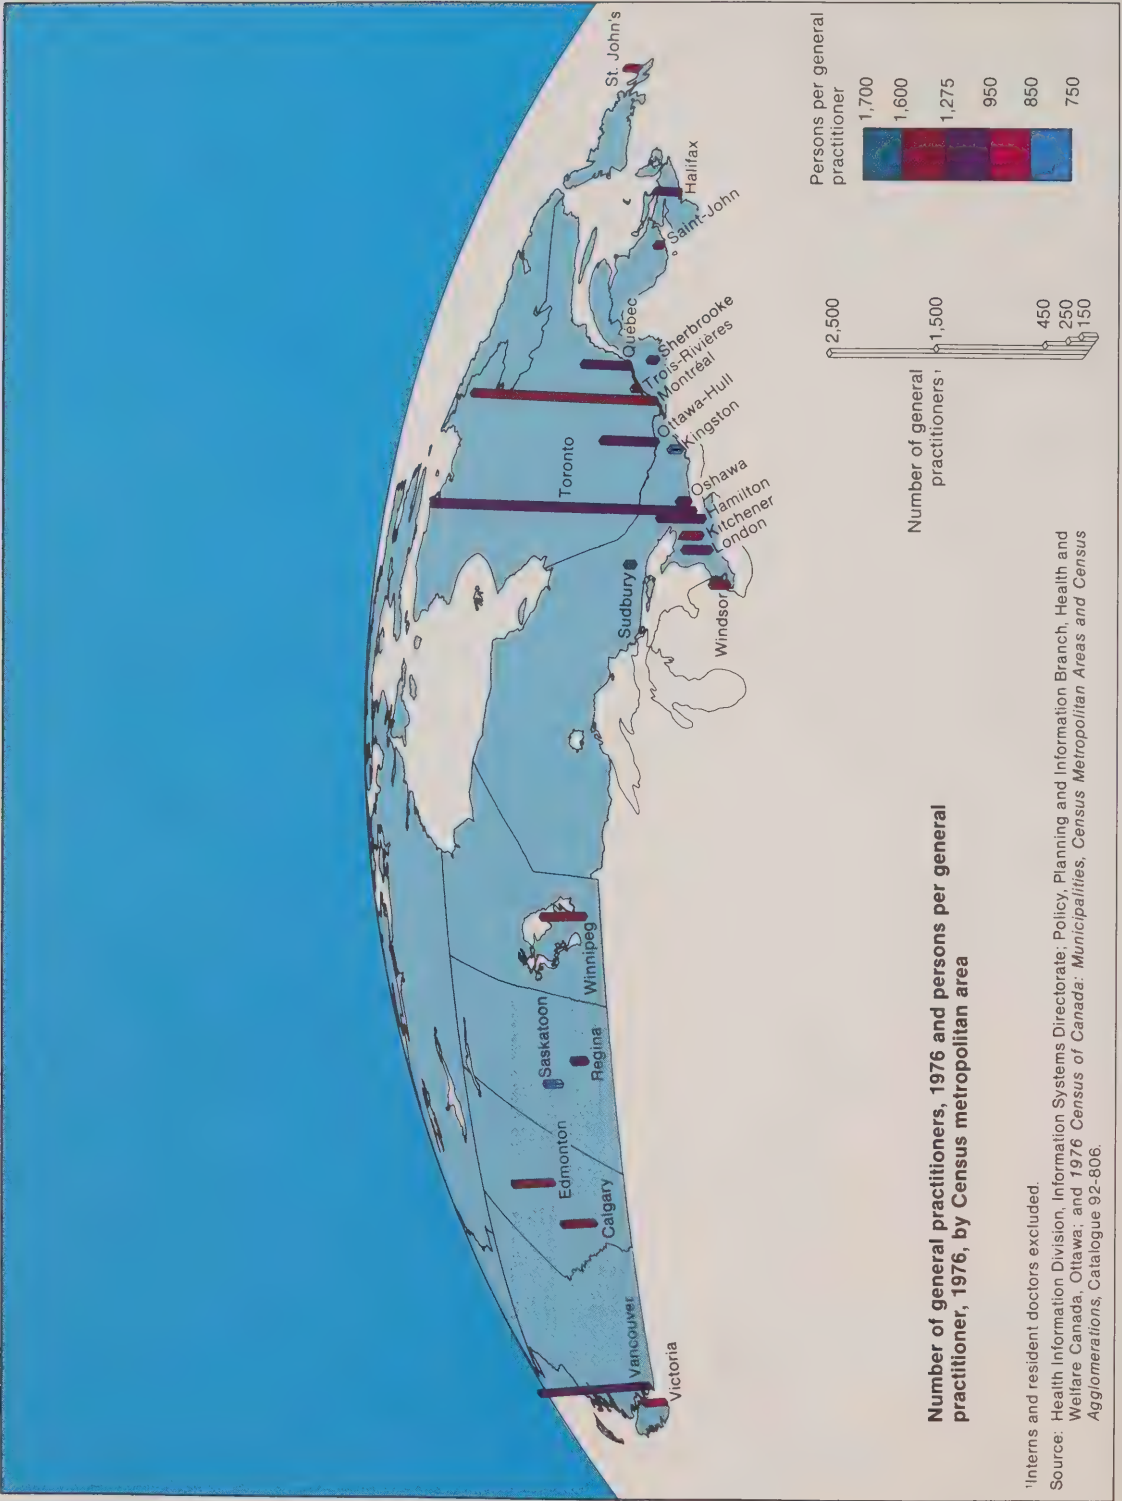 St. John's
Halifax
Saint-John
Québec
Sherbrooke
Trois-Rivières
Montréal
Ottawa-Hull
Kingston
Toronto
Oshawa
Hamilton
Kitchener
London
Sudbury
Windsor
Winnipeg
Saskatoon
Regina
Edmonton
Calgary
Vancouver
Victoria
Number of general practitioners, 1976 and persons per general
practitioner, 1976, by Census metropolitan area
Number of general
practitioners¹
2,500
1,500
450
250
150
Persons per general
practitioner
1,700
1,600
1,275
950
850
750
¹Interns and resident doctors excluded.
Source: Health Information Division, Information Systems Directorate; Policy, Planning and Information Branch, Health and
Welfare Canada, Ottawa; and 1976 Census of Canada: Municipalities, Census Metropolitan Areas and Census
Agglomerations, Catalogue 92-806.